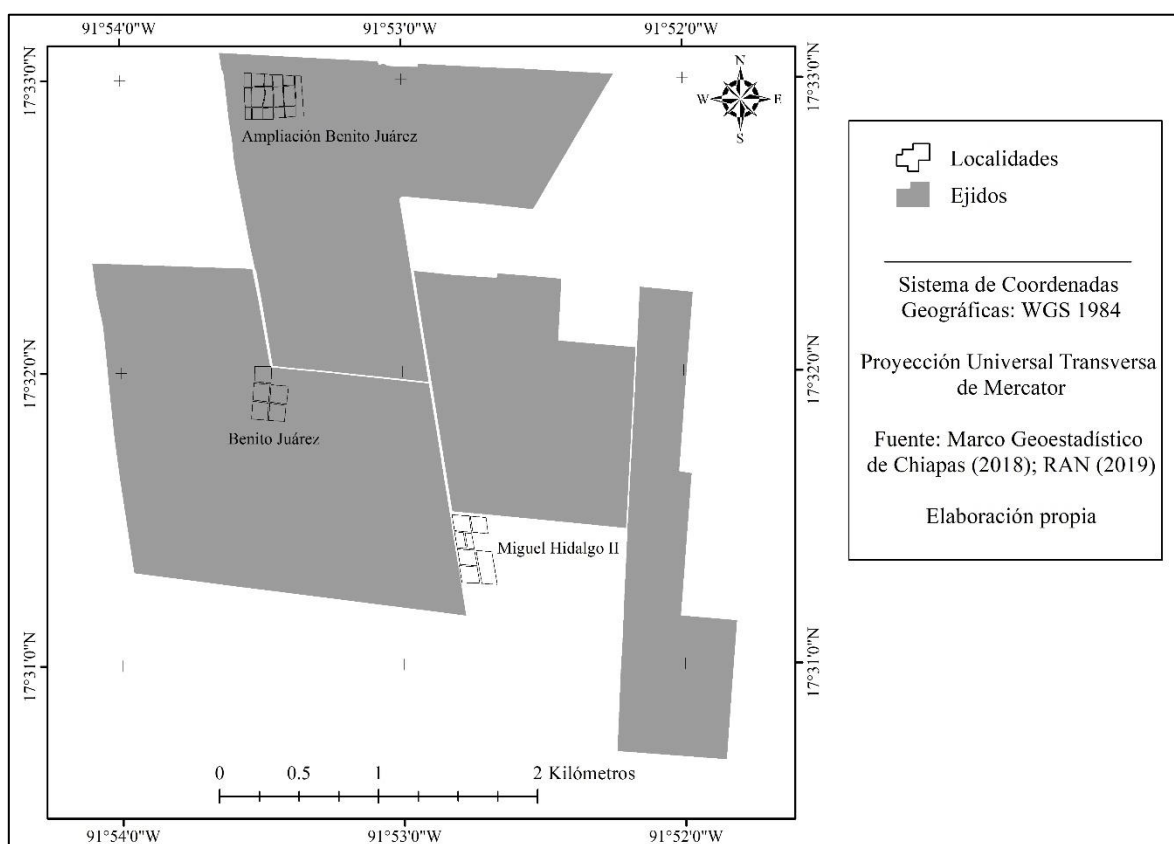 91°54'0"W 91°53'0"W 91°52'0"W
17°33'0"N 17°33'0"N
N
W E
S
Ampliación Benito Juárez
17°32'0"N 17°32'0"N
Benito Juárez
Miguel Hidalgo II
17°31'0"N 17°31'0"N
0 0.5 1 2 Kilómetros
91°54'0"W 91°53'0"W 91°52'0"W
Localidades
Ejidos
Sistema de Coordenadas
Geográficas: WGS 1984
Proyección Universal Transversa
de Mercator
Fuente: Marco Geoestadístico
de Chiapas (2018); RAN (2019)
Elaboración propia